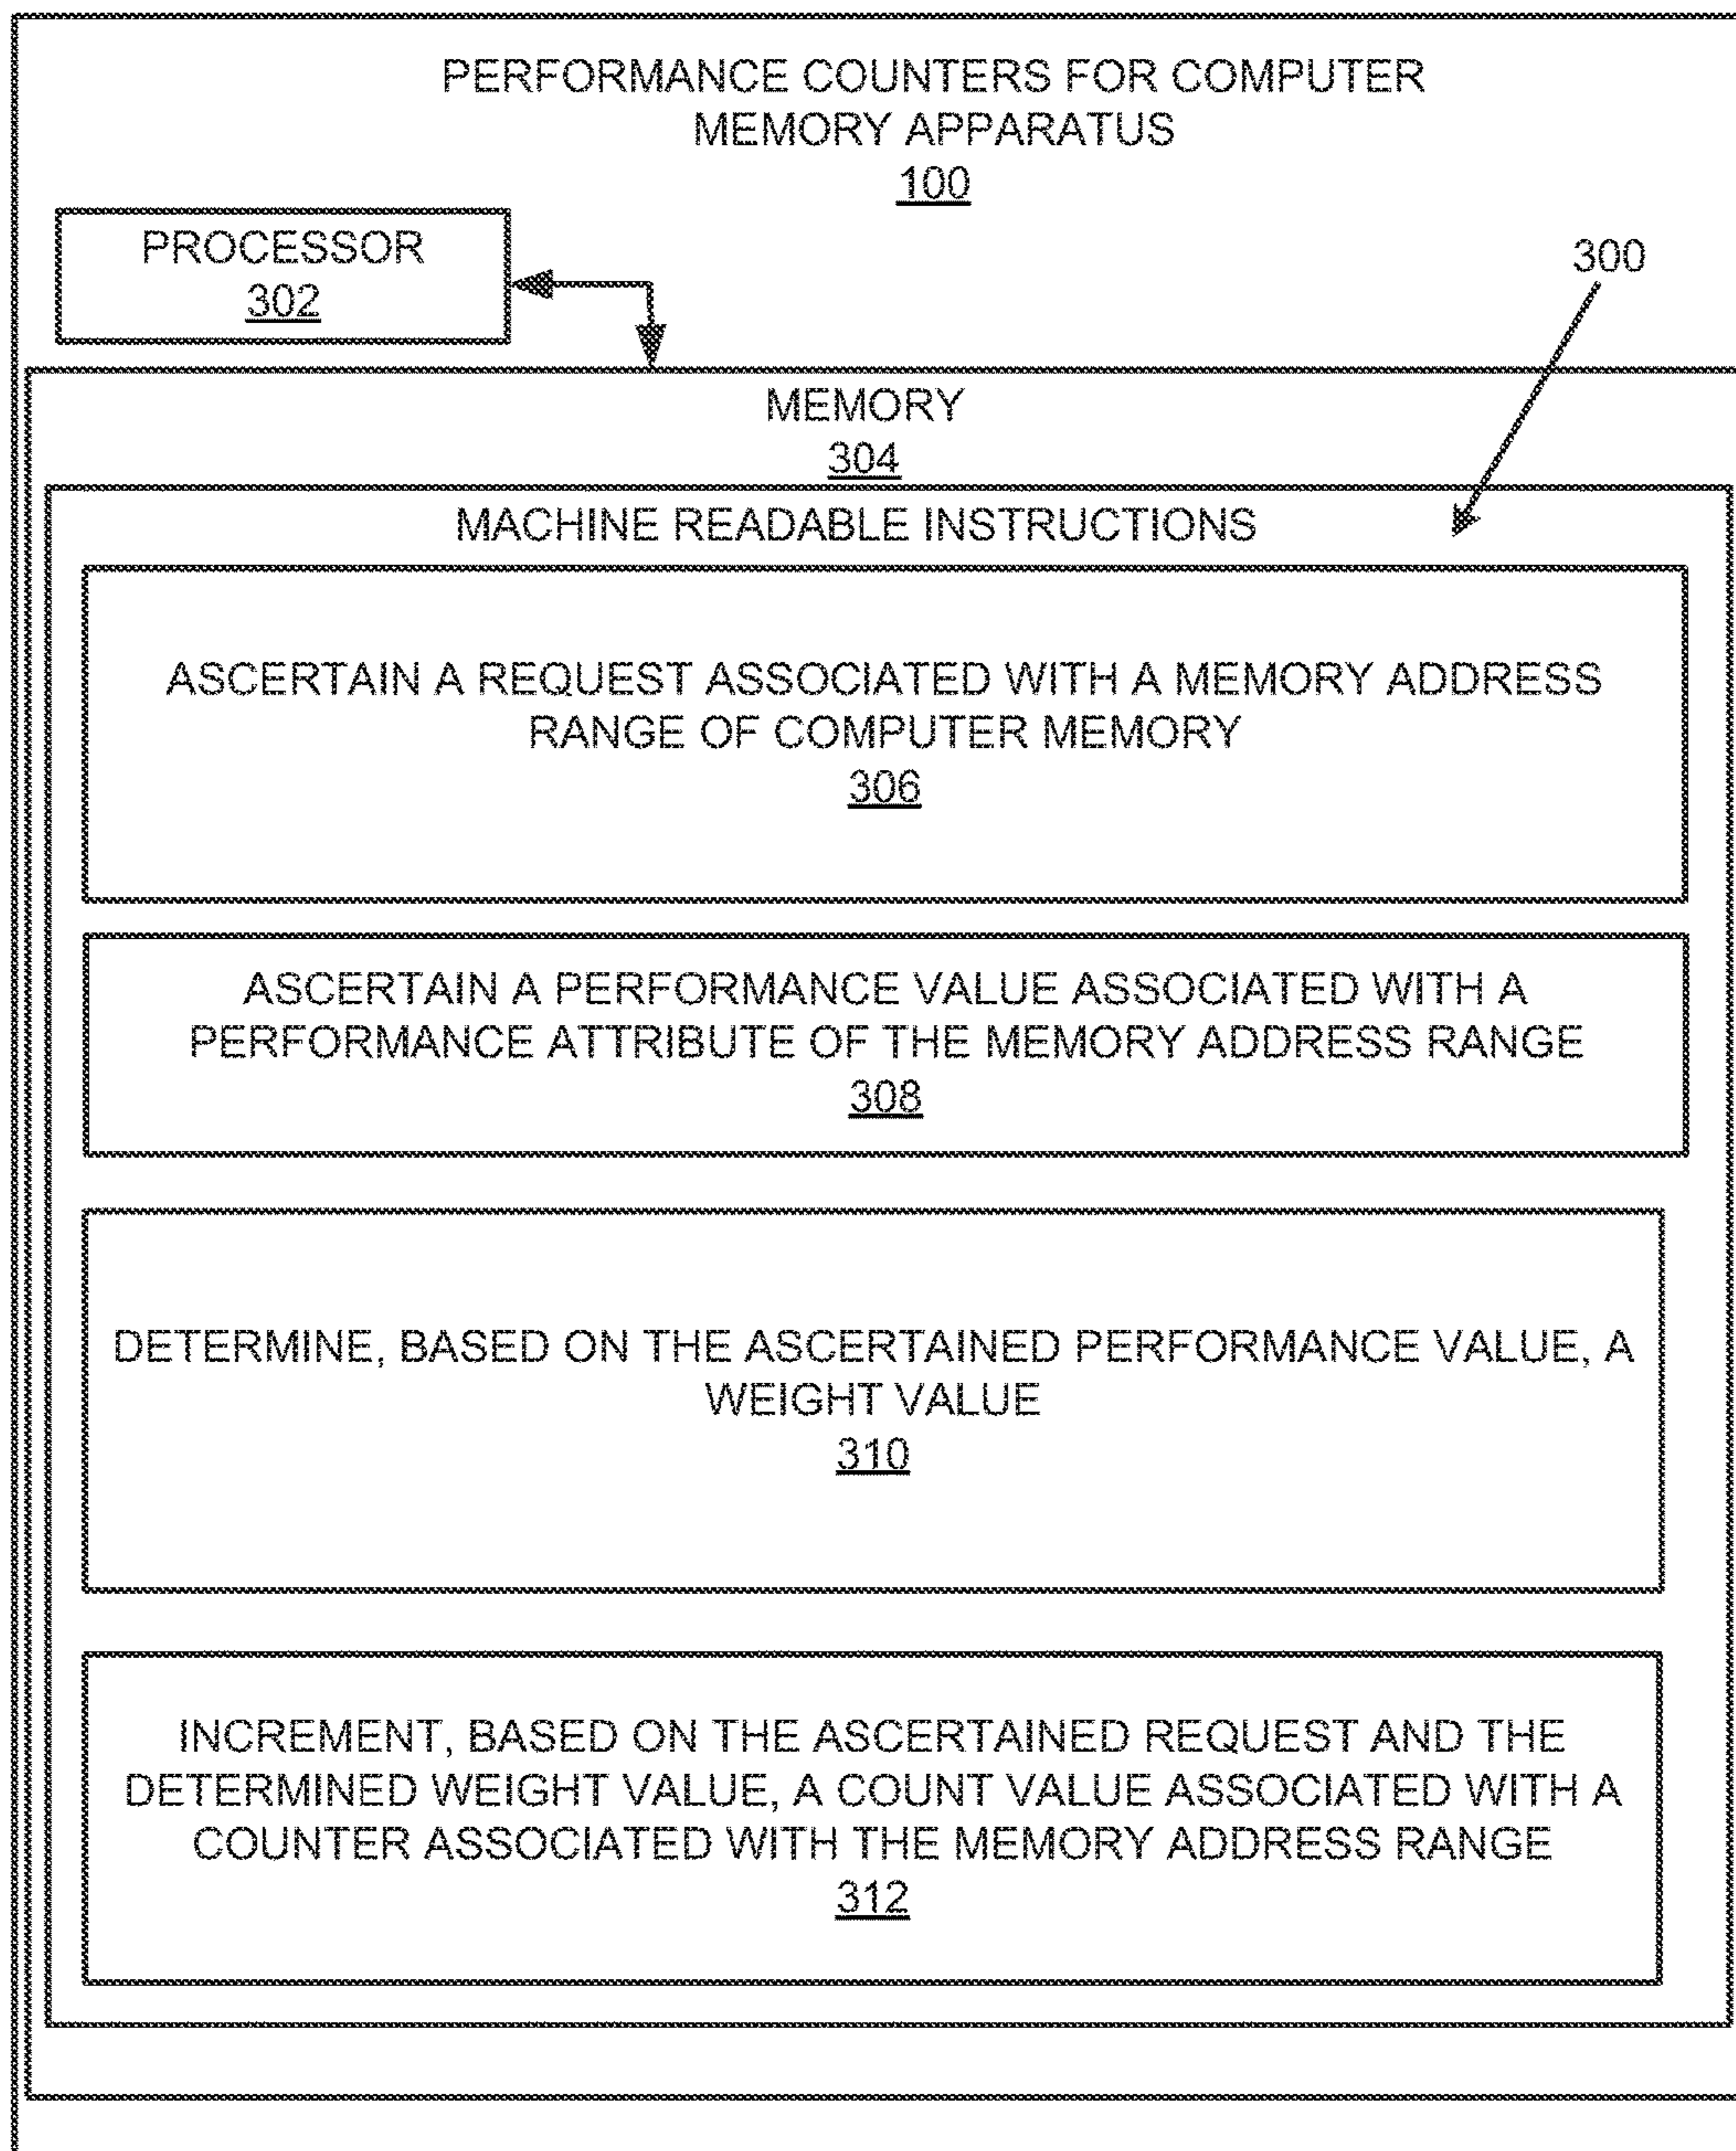 PERFORMANCE COUNTERS FOR COMPUTER
MEMORY APPARATUS
100
PROCESSOR
302
300
MEMORY
304
MACHINE READABLE INSTRUCTIONS
ASCERTAIN A REQUEST ASSOCIATED WITH A MEMORY ADDRESS
RANGE OF COMPUTER MEMORY
306
ASCERTAIN A PERFORMANCE VALUE ASSOCIATED WITH A
PERFORMANCE ATTRIBUTE OF THE MEMORY ADDRESS RANGE
308
DETERMINE, BASED ON THE ASCERTAINED PERFORMANCE VALUE, A
WEIGHT VALUE
310
INCREMENT, BASED ON THE ASCERTAINED REQUEST AND THE
DETERMINED WEIGHT VALUE, A COUNT VALUE ASSOCIATED WITH A
COUNTER ASSOCIATED WITH THE MEMORY ADDRESS RANGE
312